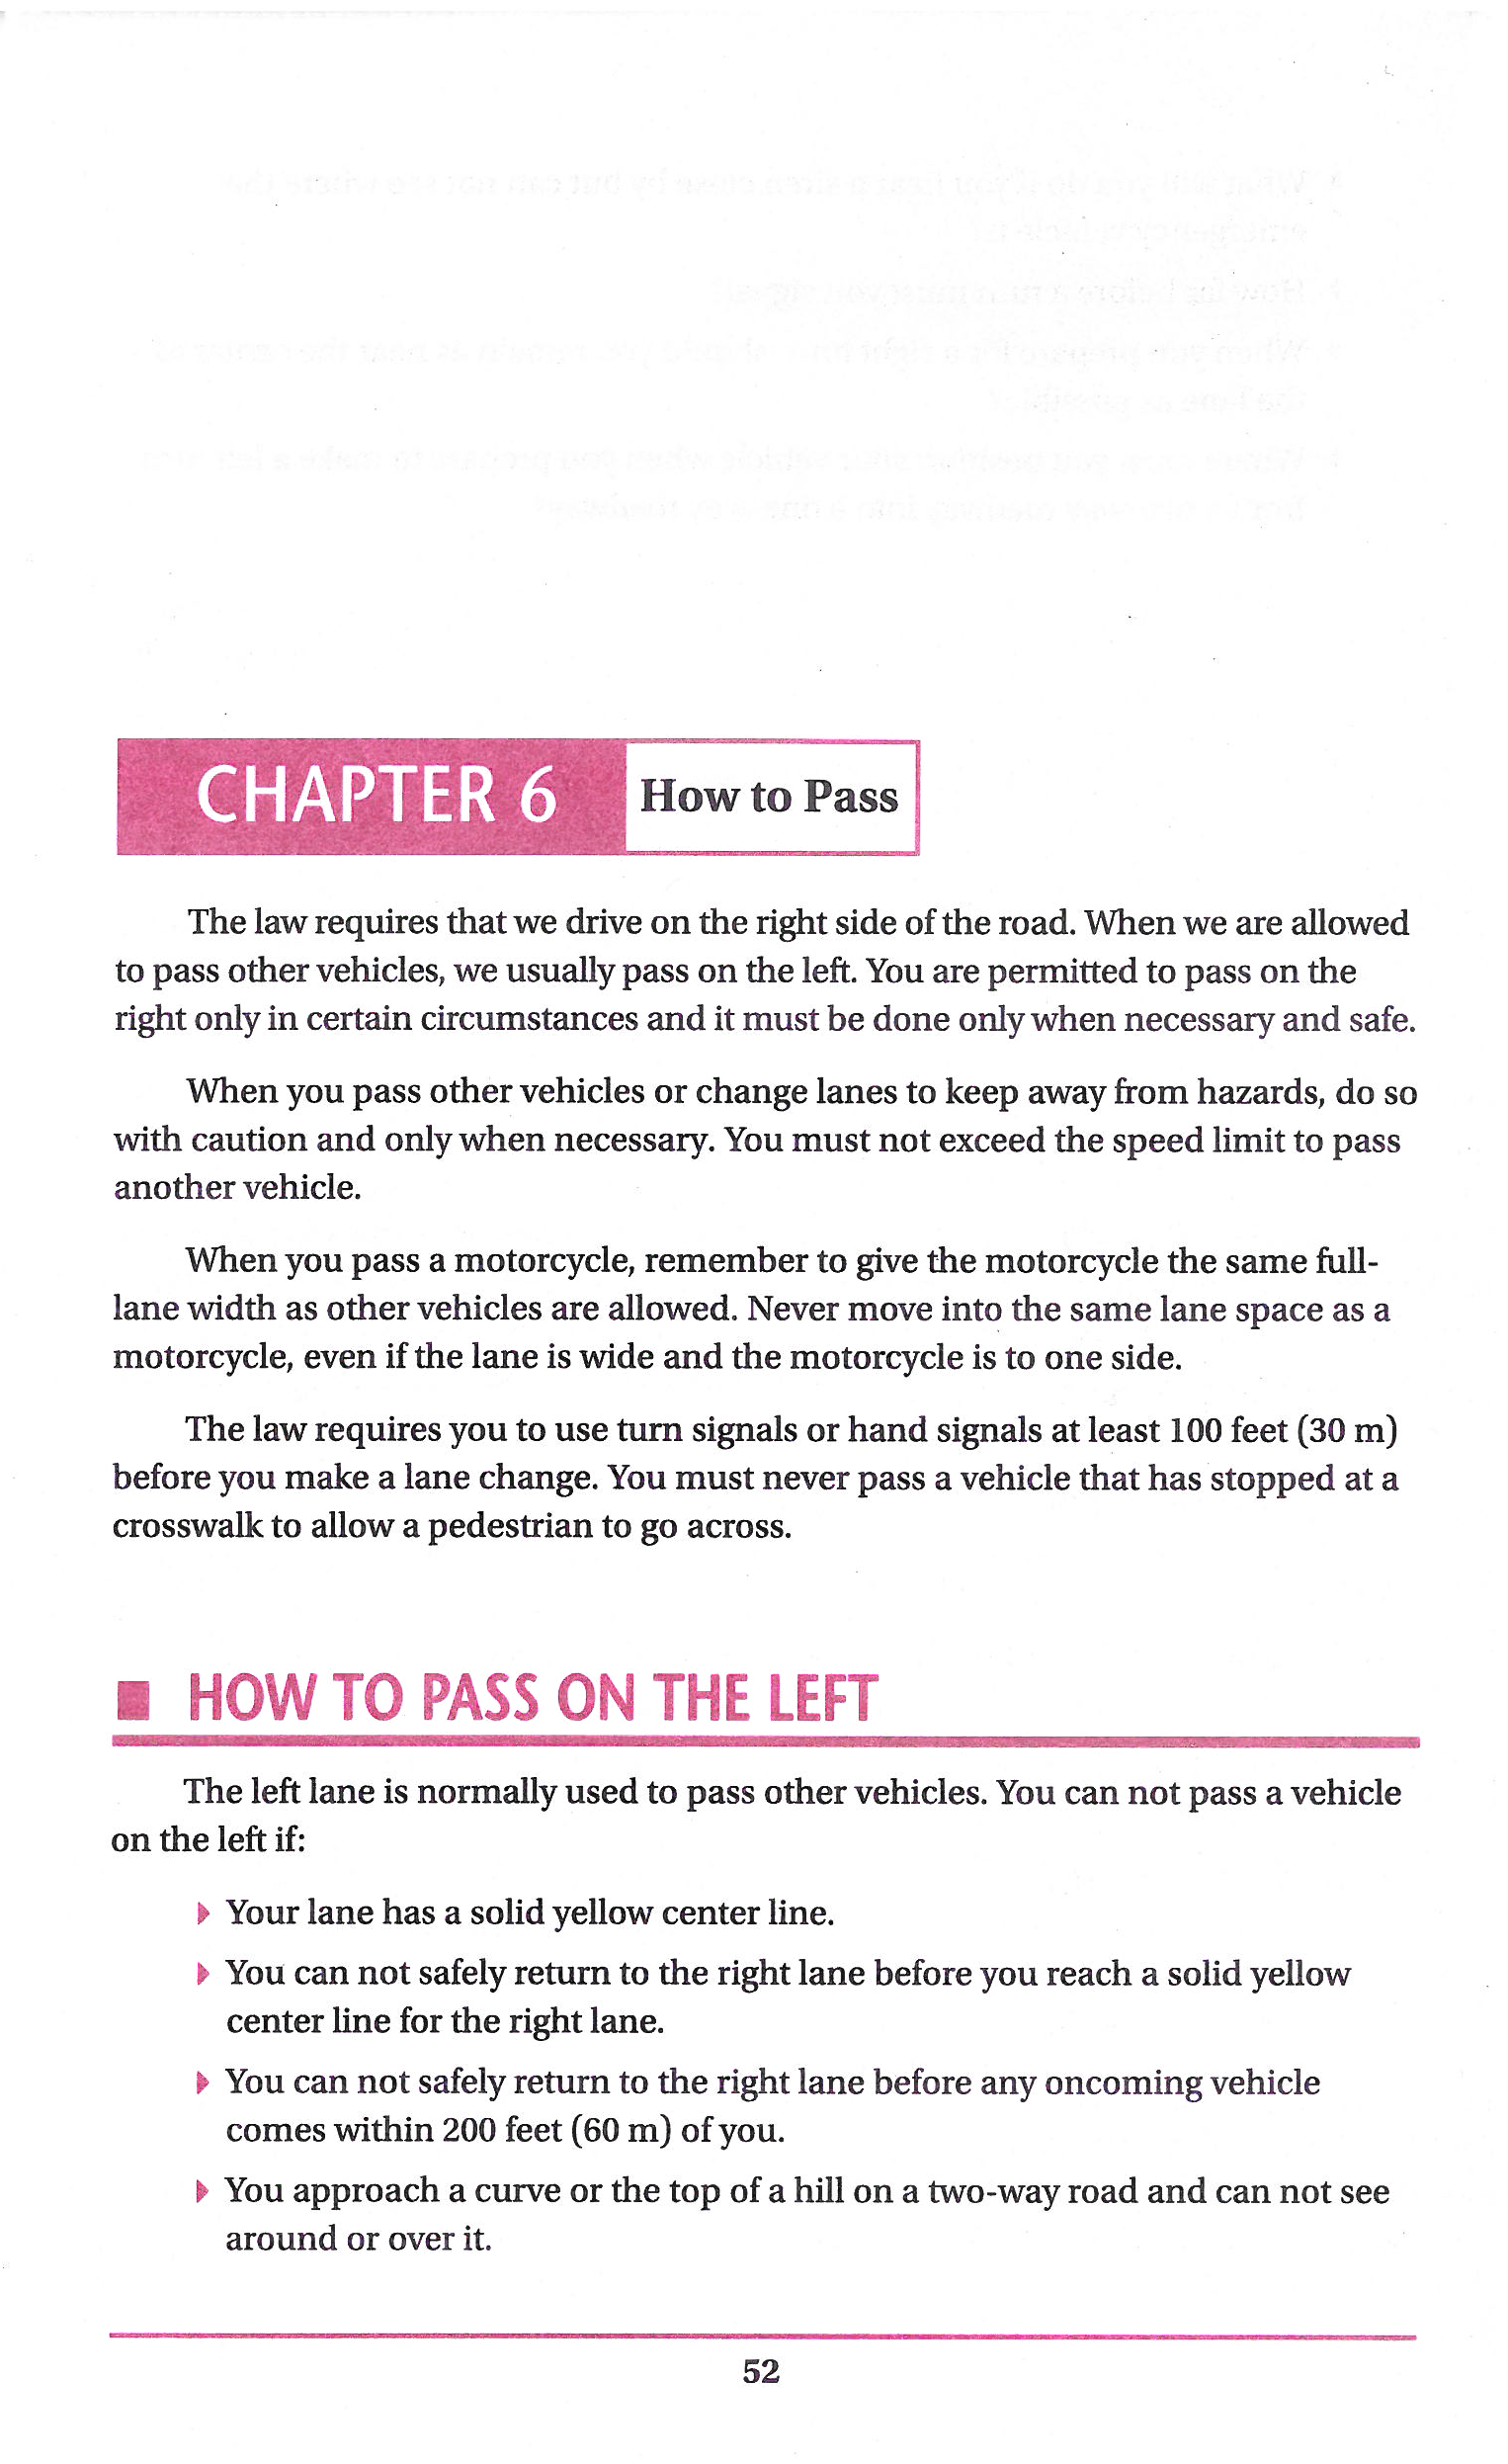 CHAPTER 6 How to Pass
The law requires that we drive on the right side of the road. When we are allowed
to pass other vehicles, we usually pass on the left. You are permitted to pass on the
right only in certain circumstances and it must be done only when necessary and safe.
When you pass other vehicles or change lanes to keep away from hazards, do so
with caution and only when necessary. You must not exceed the speed limit to pass
another vehicle.
When you pass a motorcycle, remember to give the motorcycle the same full-
lane width as other vehicles are allowed. Never move into the same lane space as a
motorcycle, even if the lane is wide and the motorcycle is to one side.
The law requires you to use turn signals or hand signals at least 100 feet (30 m)
before you make a lane change. You must never pass a vehicle that has stopped at a
crosswalk to allow a pedestrian to go across.
■ HOW TO PASS ON THE LEFT
The left lane is normally used to pass other vehicles. You can not pass a vehicle
on the left if:
Your lane has a solid yellow center line.
You can not safely return to the right lane before you reach a solid yellow
center line for the right lane.
You can not safely return to the right lane before any oncoming vehicle
comes within 200 feet (60 m) of you.
You approach a curve or the top of a hill on a two-way road and can not see
around or over it.
52